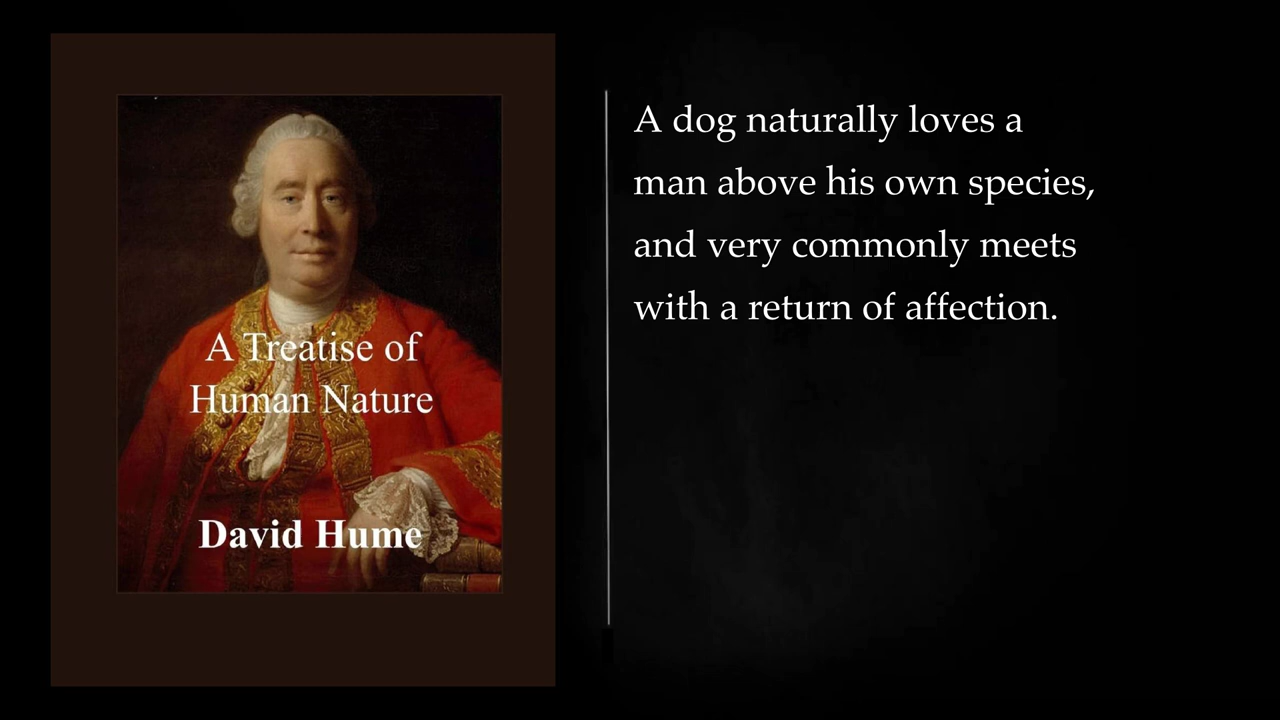 A Treatise of
Human Nature
David Hume
A dog naturally loves a
man above his own species,
and very commonly meets
with a return of affection.